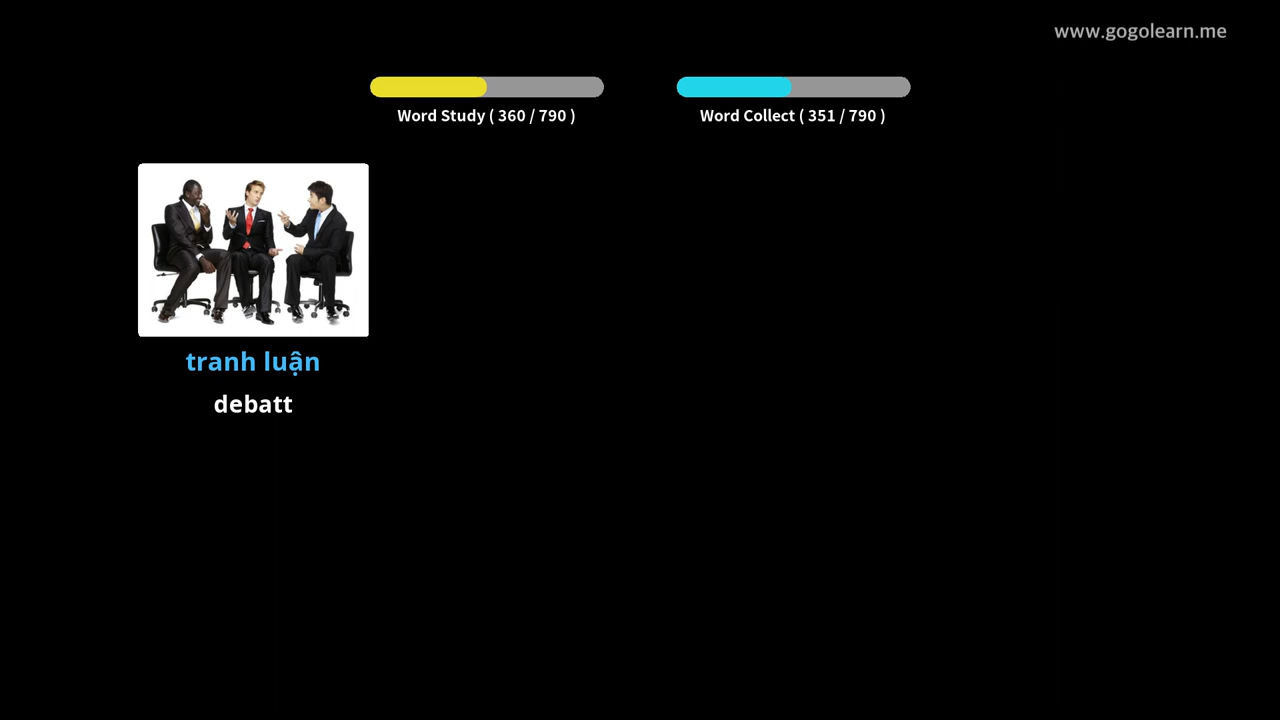 www.gogolearn.me
Word Study ( 360 / 790 )
Word Collect ( 351 / 790 )
tranh luận
debatt